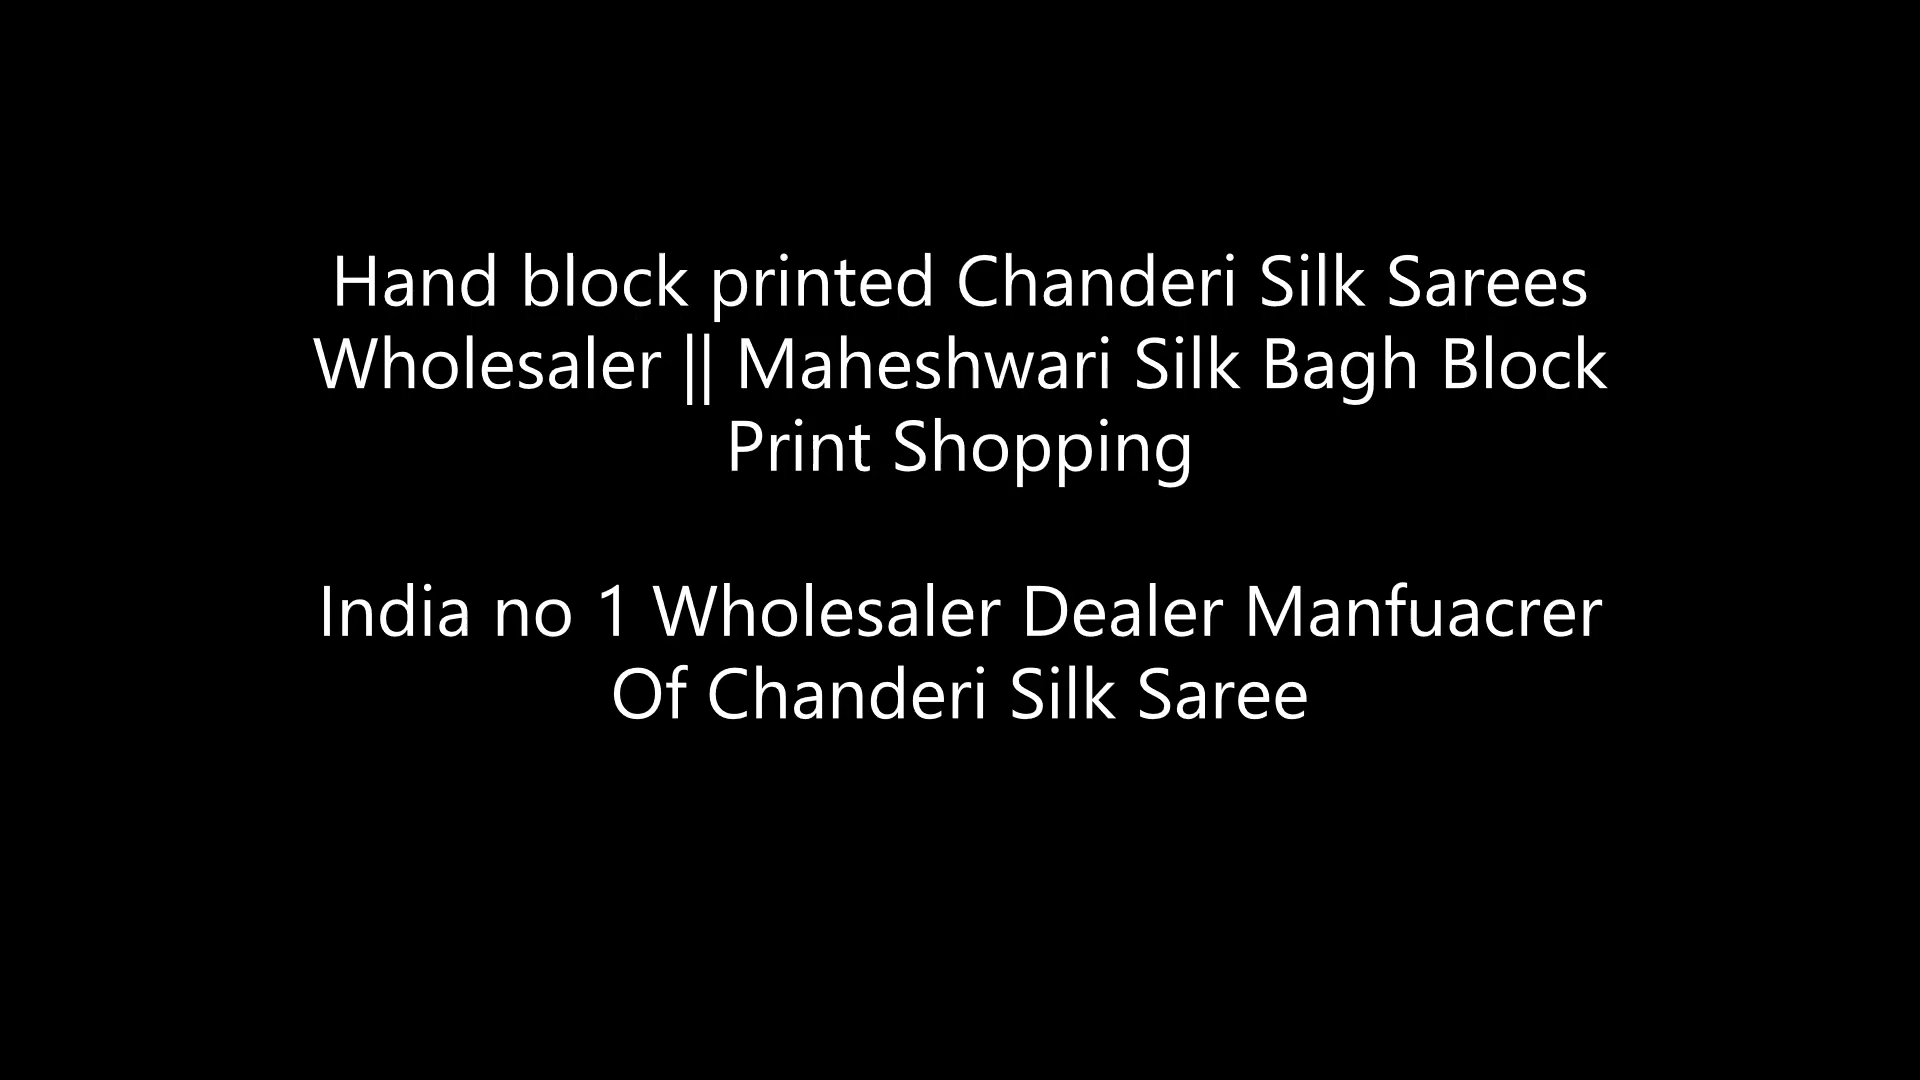 Hand block printed Chanderi Silk Sarees
Wholesaler || Maheshwari Silk Bagh Block
Print Shopping
India no 1 Wholesaler Dealer Manfuacrer
Of Chanderi Silk Saree